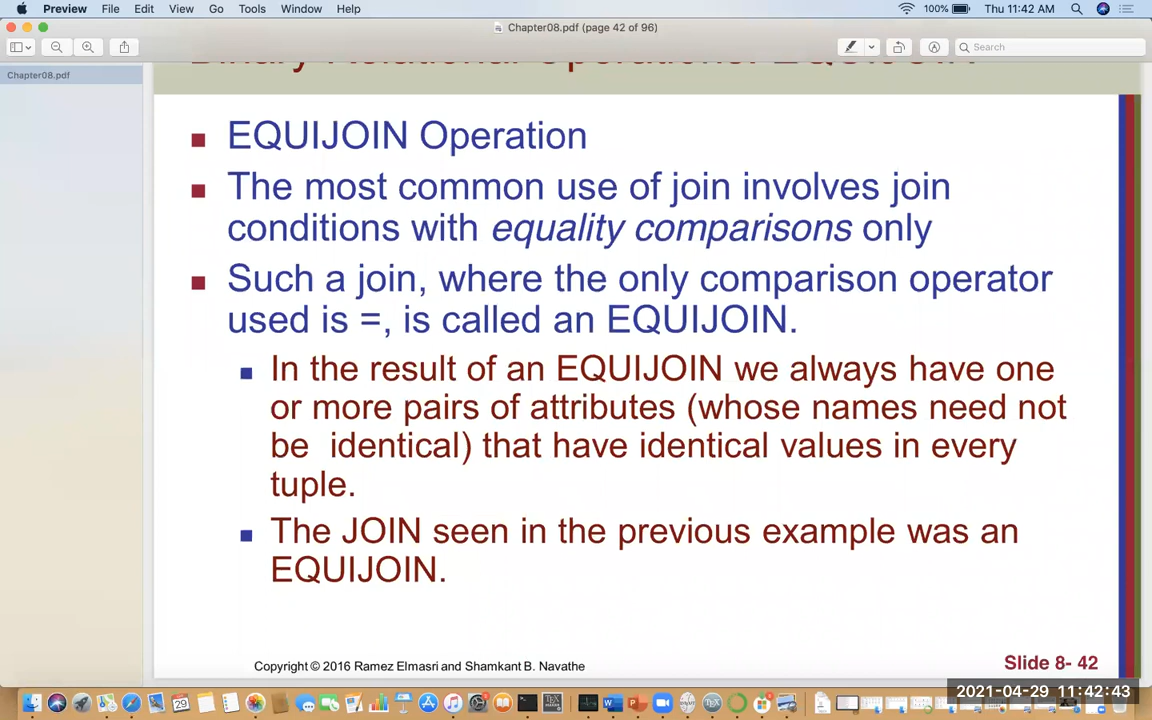 Preview File Edit View Go Tools Window Help 100% Thu 11:42 AM
Chapter08.pdf (page 42 of 96)
Search
Chapter08.pdf
Binary Relational Operations: EQUIJOIN
EQUIJOIN Operation
The most common use of join involves join
conditions with equality comparisons only
Such a join, where the only comparison operator
used is =, is called an EQUIJOIN.
In the result of an EQUIJOIN we always have one
or more pairs of attributes (whose names need not
be identical) that have identical values in every
tuple.
The JOIN seen in the previous example was an
EQUIJOIN.
Copyright © 2016 Ramez Elmasri and Shamkant B. Navathe
Slide 8- 42
2021-04-29 11:42:43